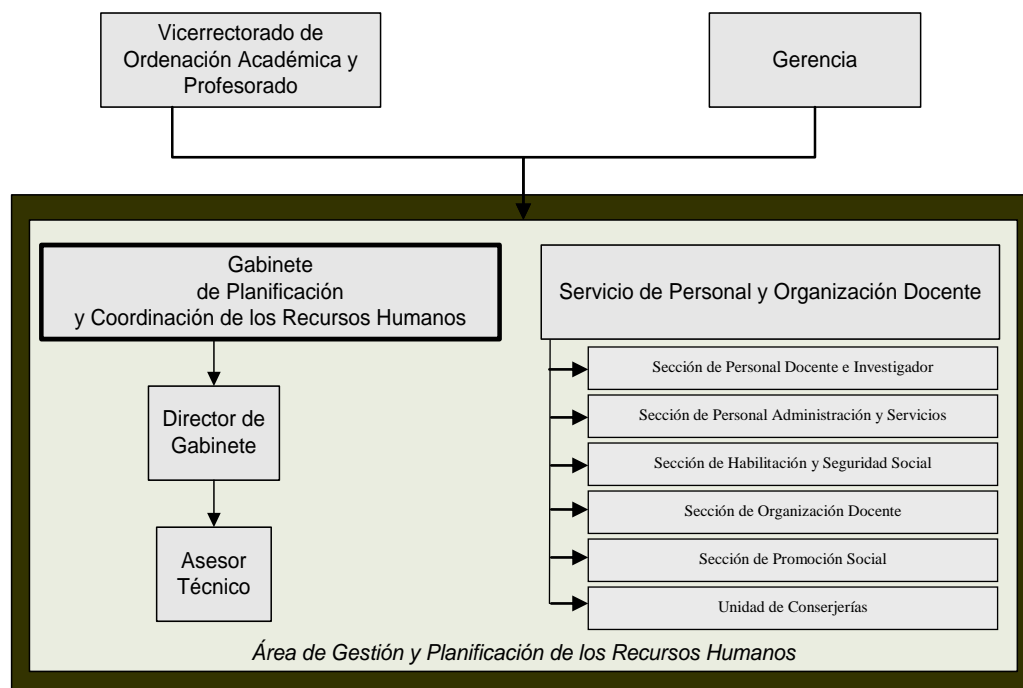 Vicerrectorado de
Ordenación Académica y
Profesorado
Gerencia
Gabinete
de Planificación
y Coordinación de los Recursos Humanos
Director de
Gabinete
Asesor
Técnico
Servicio de Personal y Organización Docente
Sección de Personal Docente e Investigador
Sección de Personal Administración y Servicios
Sección de Habilitación y Seguridad Social
Sección de Organización Docente
Sección de Promoción Social
Unidad de Conserjerías
Área de Gestión y Planificación de los Recursos Humanos